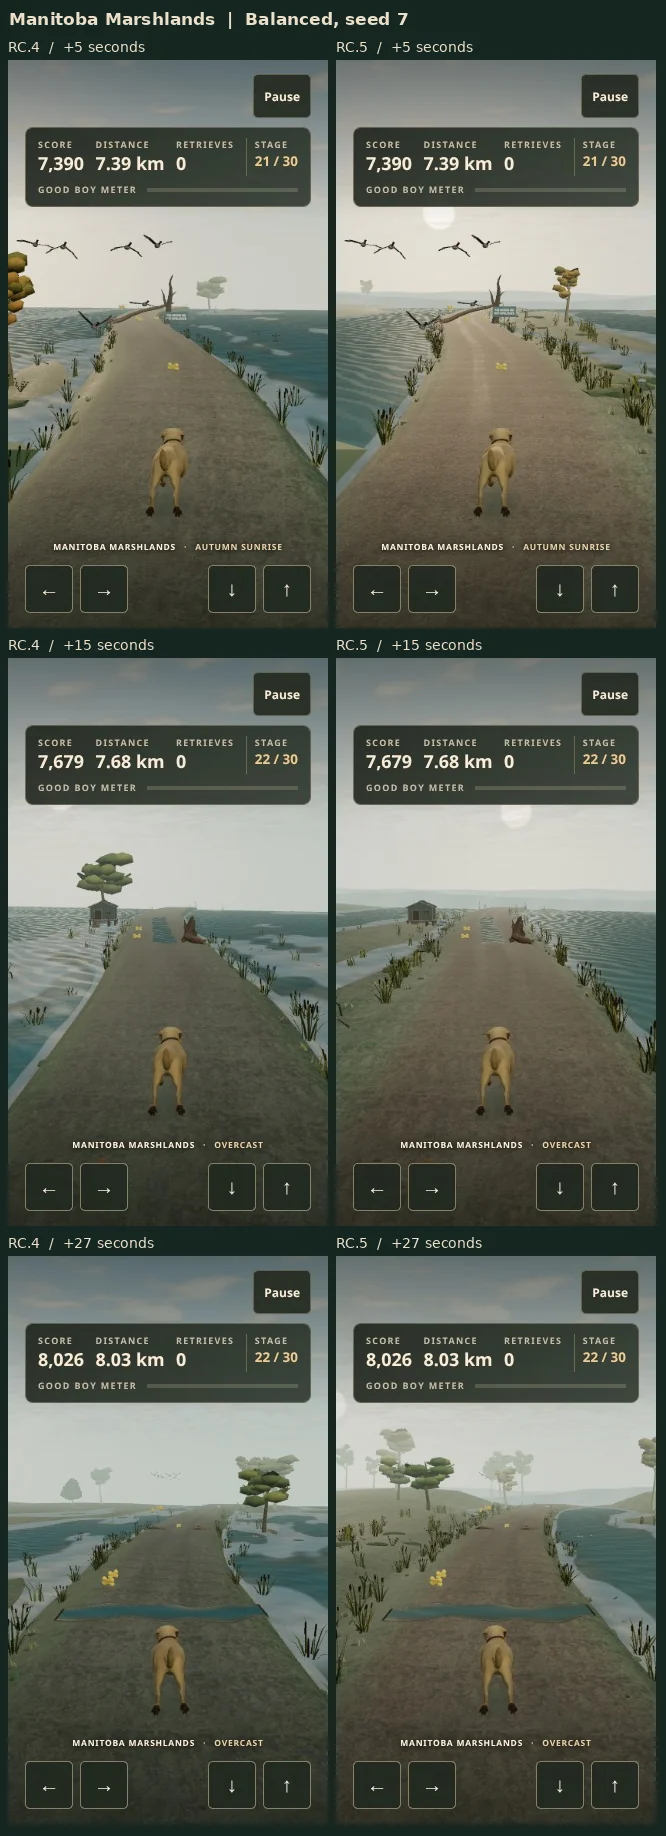 Manitoba Marshlands | Balanced, seed 7
RC.4 / +5 seconds
Pause
SCORE DISTANCE RETRIEVES STAGE
7,390 7.39 km 0 21 / 30
GOOD BOY METER
MANITOBA MARSHLANDS · AUTUMN SUNRISE
← → ↓ ↑
RC.5 / +5 seconds
Pause
SCORE DISTANCE RETRIEVES STAGE
7,390 7.39 km 0 21 / 30
GOOD BOY METER
MANITOBA MARSHLANDS · AUTUMN SUNRISE
← → ↓ ↑
RC.4 / +15 seconds
Pause
SCORE DISTANCE RETRIEVES STAGE
7,679 7.68 km 0 22 / 30
GOOD BOY METER
MANITOBA MARSHLANDS · OVERCAST
← → ↓ ↑
RC.5 / +15 seconds
Pause
SCORE DISTANCE RETRIEVES STAGE
7,679 7.68 km 0 22 / 30
GOOD BOY METER
MANITOBA MARSHLANDS · OVERCAST
← → ↓ ↑
RC.4 / +27 seconds
Pause
SCORE DISTANCE RETRIEVES STAGE
8,026 8.03 km 0 22 / 30
GOOD BOY METER
MANITOBA MARSHLANDS · OVERCAST
← → ↓ ↑
RC.5 / +27 seconds
Pause
SCORE DISTANCE RETRIEVES STAGE
8,026 8.03 km 0 22 / 30
GOOD BOY METER
MANITOBA MARSHLANDS · OVERCAST
← → ↓ ↑